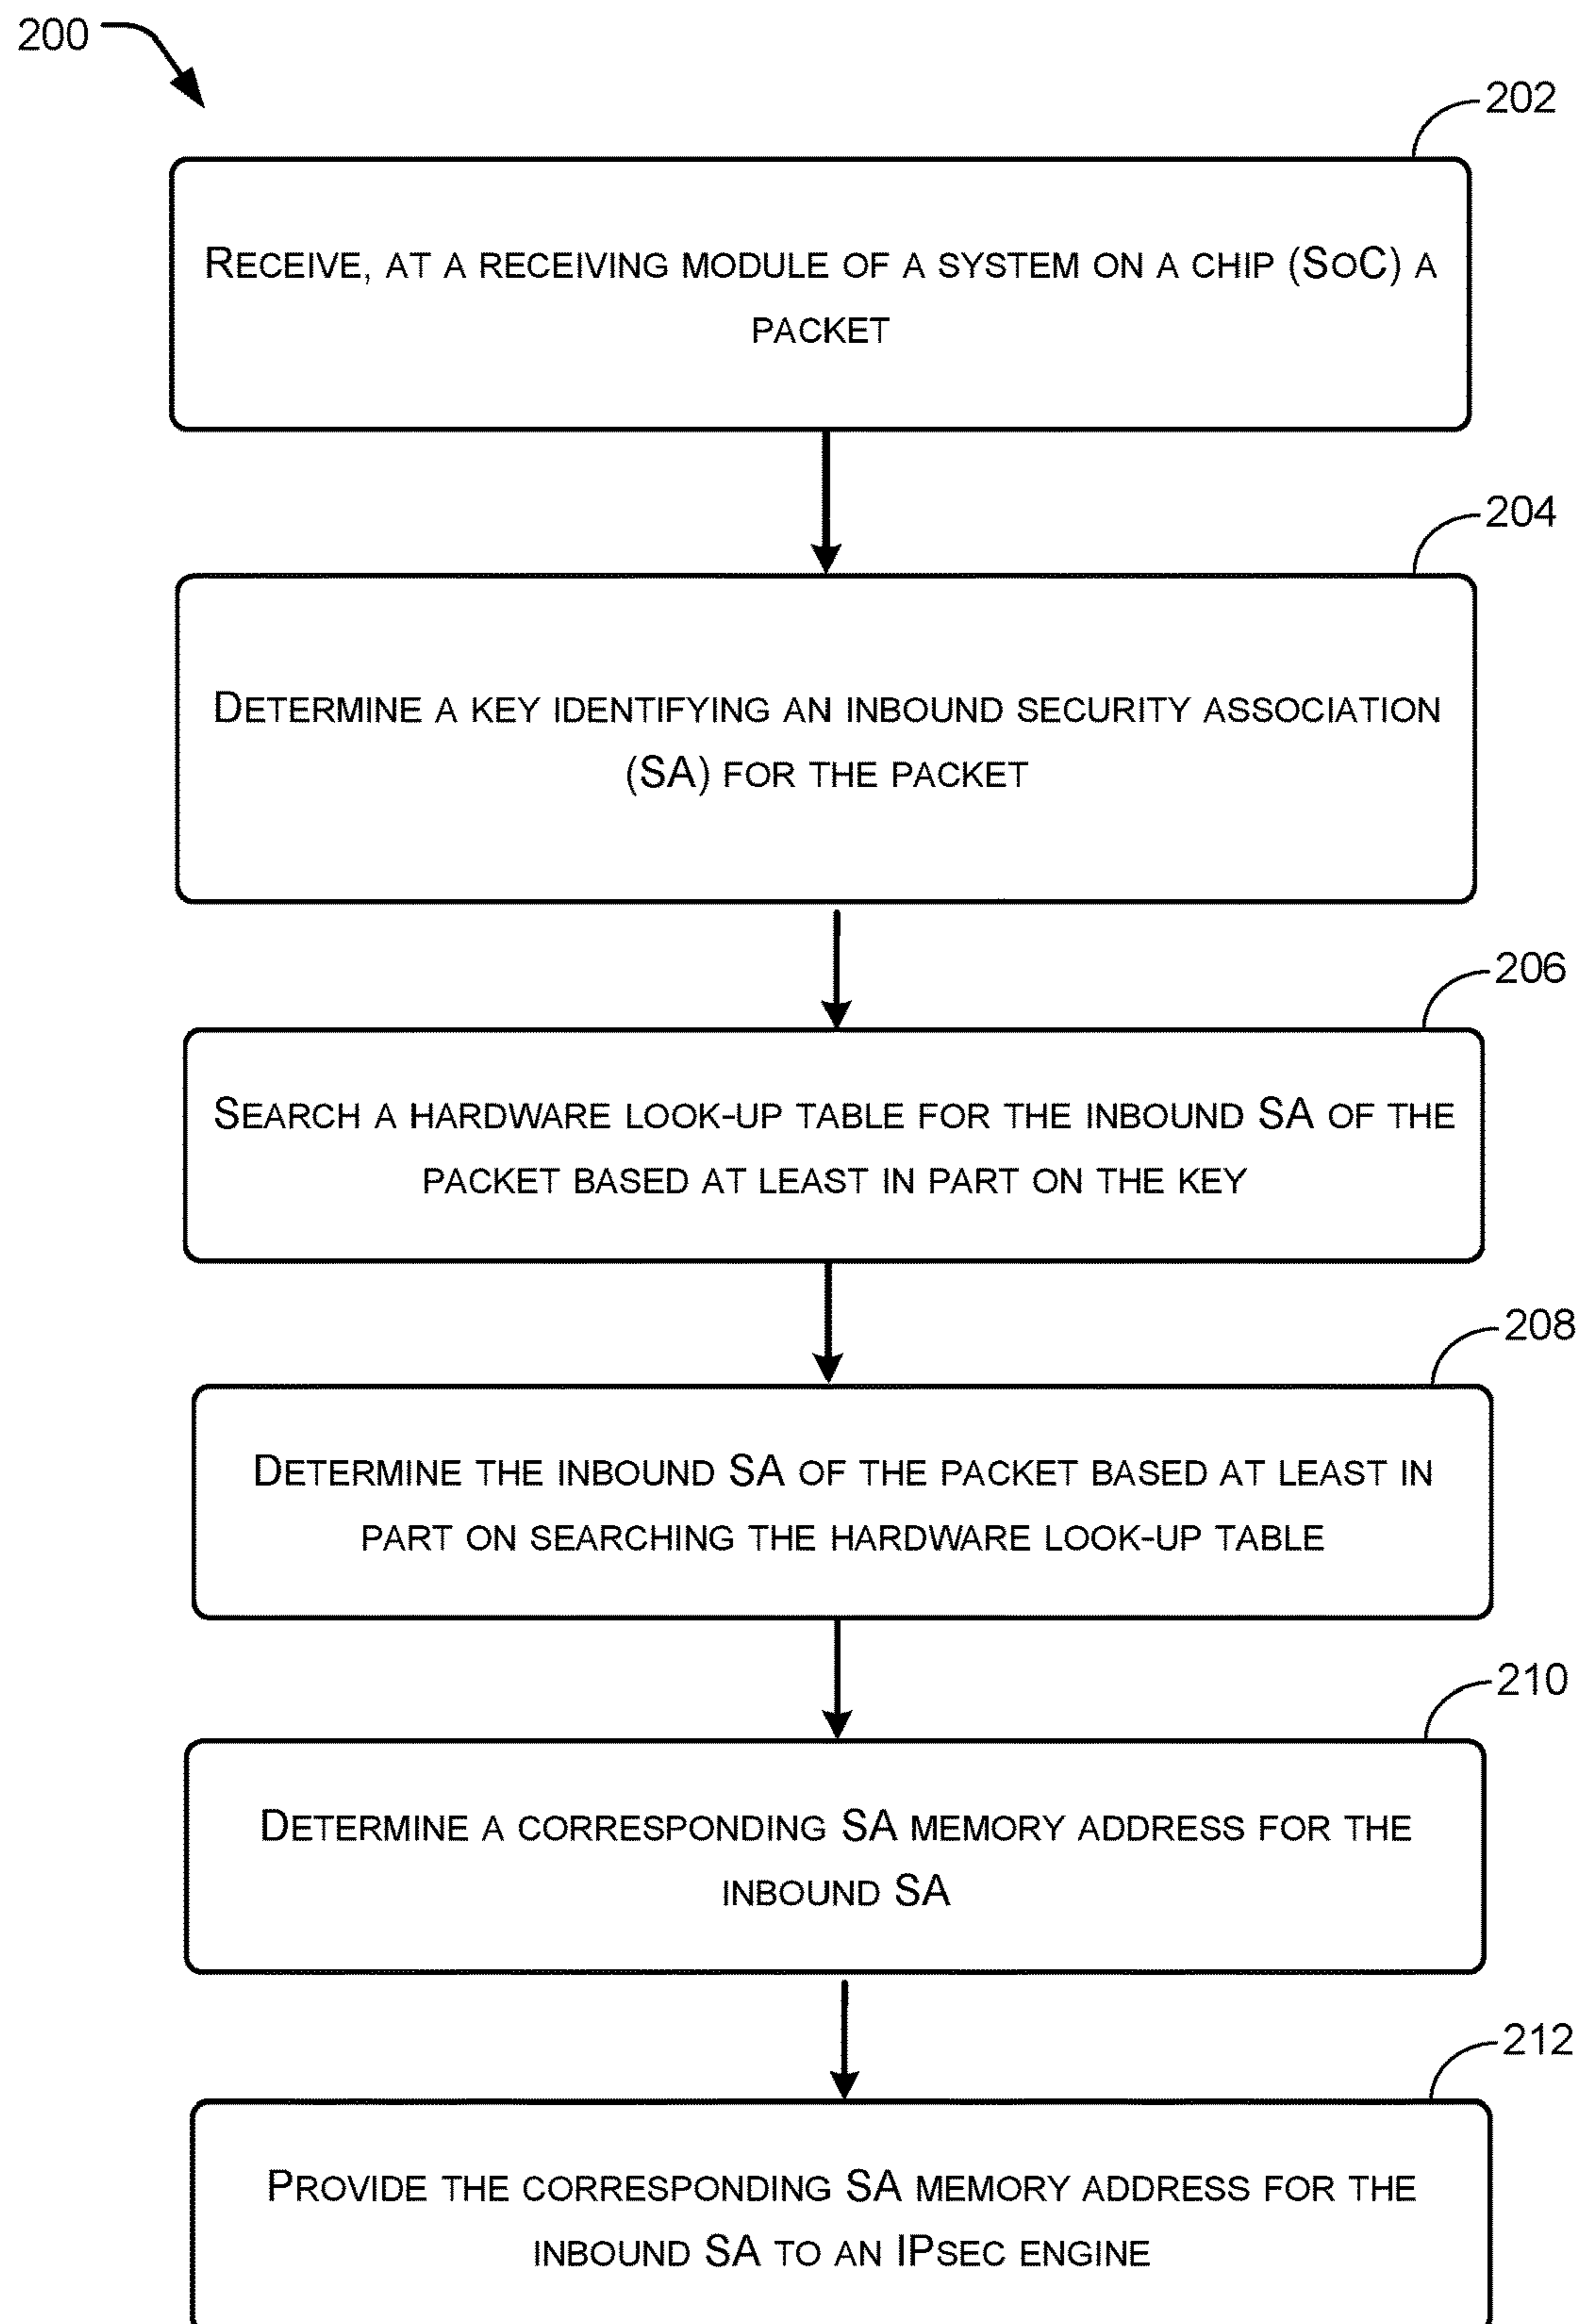 200
202
RECEIVE, AT A RECEIVING MODULE OF A SYSTEM ON A CHIP (SOC) A
PACKET
204
DETERMINE A KEY IDENTIFYING AN INBOUND SECURITY ASSOCIATION
(SA) FOR THE PACKET
206
SEARCH A HARDWARE LOOK-UP TABLE FOR THE INBOUND SA OF THE
PACKET BASED AT LEAST IN PART ON THE KEY
208
DETERMINE THE INBOUND SA OF THE PACKET BASED AT LEAST IN
PART ON SEARCHING THE HARDWARE LOOK-UP TABLE
210
DETERMINE A CORRESPONDING SA MEMORY ADDRESS FOR THE
INBOUND SA
212
PROVIDE THE CORRESPONDING SA MEMORY ADDRESS FOR THE
INBOUND SA TO AN IPSEC ENGINE